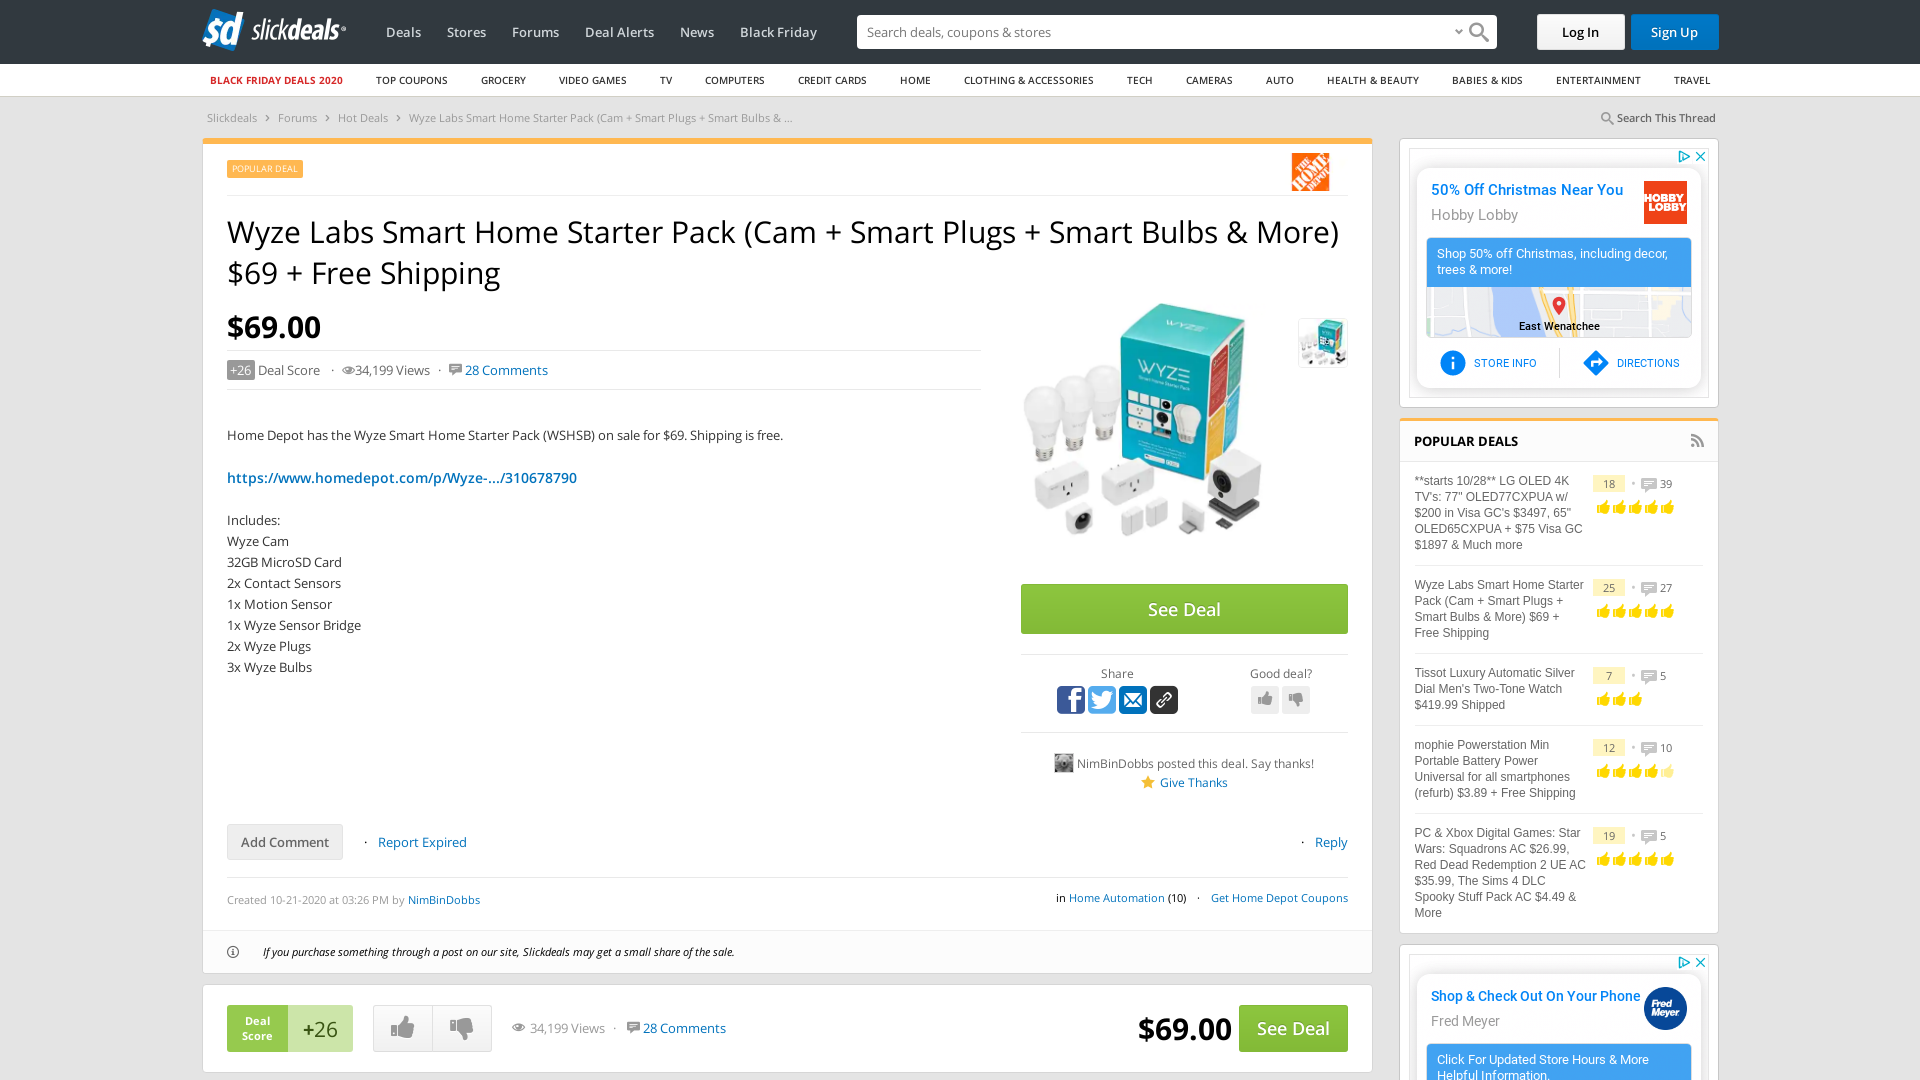 slickdeals
Deals
Stores
Forums
Deal Alerts
News
Black Friday
Search deals, coupons & stores
Log In
Sign Up
BLACK FRIDAY DEALS 2020
TOP COUPONS
GROCERY
VIDEO GAMES
TV
COMPUTERS
CREDIT CARDS
HOME
CLOTHING & ACCESSORIES
TECH
CAMERAS
AUTO
HEALTH & BEAUTY
BABIES & KIDS
ENTERTAINMENT
TRAVEL
Slickdeals › Forums › Hot Deals › Wyze Labs Smart Home Starter Pack (Cam + Smart Plugs + Smart Bulbs & ...
Search This Thread
POPULAR DEAL
THE HOME DEPOT
Wyze Labs Smart Home Starter Pack (Cam + Smart Plugs + Smart Bulbs & More)
$69 + Free Shipping
$69.00
+26 Deal Score · 34,199 Views · 28 Comments
Home Depot has the Wyze Smart Home Starter Pack (WSHSB) on sale for $69. Shipping is free.
https://www.homedepot.com/p/Wyze-.../310678790
Includes:
Wyze Cam
32GB MicroSD Card
2x Contact Sensors
1x Motion Sensor
1x Wyze Sensor Bridge
2x Wyze Plugs
3x Wyze Bulbs
WYZE
WYZE
See Deal
Share
Good deal?
NimBinDobbs posted this deal. Say thanks!
Give Thanks
Add Comment · Report Expired
· Reply
Created 10-21-2020 at 03:26 PM by NimBinDobbs
in Home Automation (10) · Get Home Depot Coupons
If you purchase something through a post on our site, Slickdeals may get a small share of the sale.
Deal
Score
+26
34,199 Views · 28 Comments
$69.00
See Deal
50% Off Christmas Near You
Hobby Lobby
HOBBY
LOBBY
Shop 50% off Christmas, including decor,
trees & more!
East Wenatchee
STORE INFO
DIRECTIONS
POPULAR DEALS
**starts 10/28** LG OLED 4K
TV's: 77" OLED77CXPUA w/
$200 in Visa GC's $3497, 65"
OLED65CXPUA + $75 Visa GC
$1897 & Much more
18 · 39
Wyze Labs Smart Home Starter
Pack (Cam + Smart Plugs +
Smart Bulbs & More) $69 +
Free Shipping
25 · 27
Tissot Luxury Automatic Silver
Dial Men's Two-Tone Watch
$419.99 Shipped
7 · 5
mophie Powerstation Min
Portable Battery Power
Universal for all smartphones
(refurb) $3.89 + Free Shipping
12 · 10
PC & Xbox Digital Games: Star
Wars: Squadrons AC $26.99,
Red Dead Redemption 2 UE AC
$35.99, The Sims 4 DLC
Spooky Stuff Pack AC $4.49 &
More
19 · 5
Shop & Check Out On Your Phone
Fred Meyer
Fred
Meyer
Click For Updated Store Hours & More
Helpful Information.